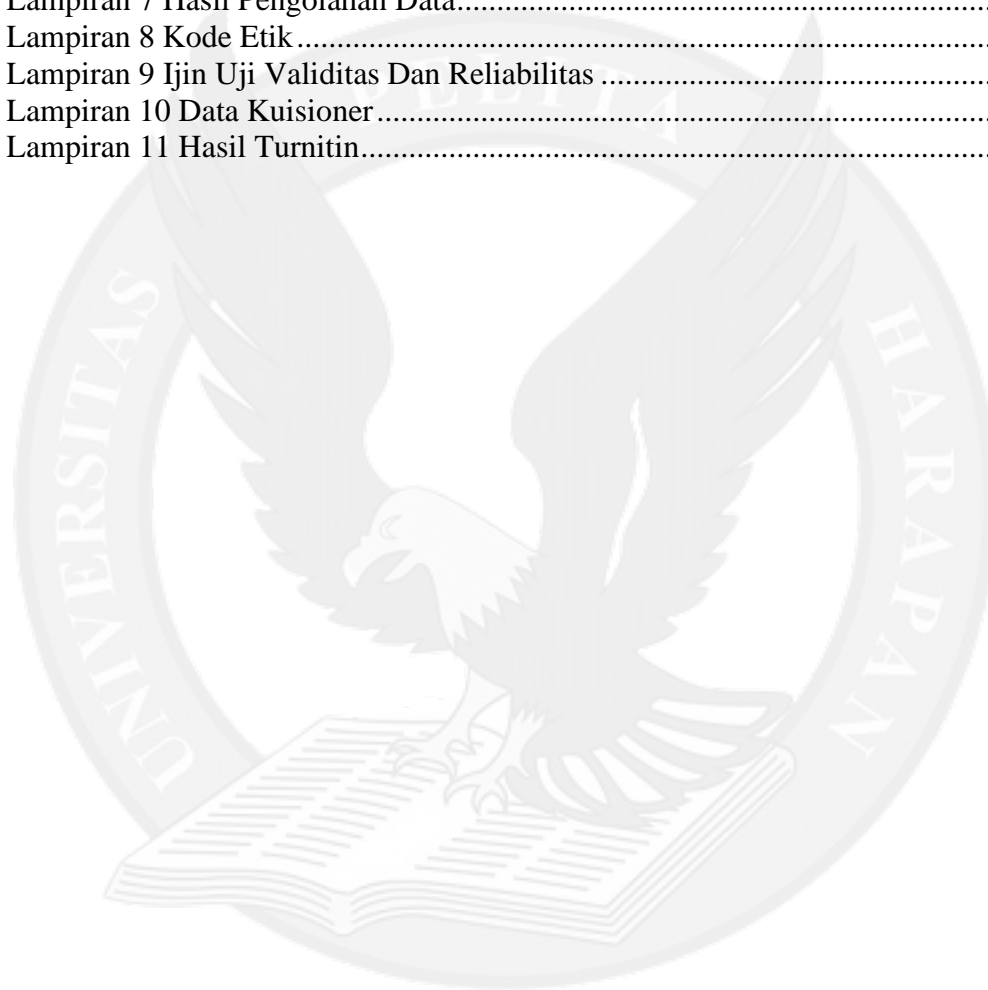 Lampiran 7 Hasil Pengolahan Data....................................................................
Lampiran 8 Kode Etik.......................................................................................
Lampiran 9 Ijin Uji Validitas Dan Reliabilitas.................................................
Lampiran 10 Data Kuisioner.............................................................................
Lampiran 11 Hasil Turnitin...............................................................................
UNIVERSITAS PELITA HARAPAN